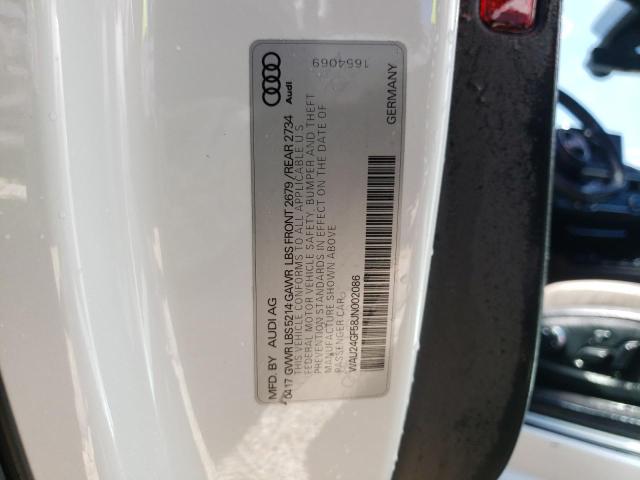 MFD. BY AUDI AG
Audi
04 17 GVWR LBS 5214 GAWR LBS FRONT 2679 / REAR 2734
THIS VEHICLE CONFORMS TO ALL APPLICABLE U S
FEDERAL MOTOR VEHICLE SAFETY, BUMPER AND THEFT
PREVENTION STANDARDS IN EFFECT ON THE DATE OF
MANUFACTURE SHOWN ABOVE
1654069
PASSENGER CAR
WAU24GF58JN002086
GERMANY